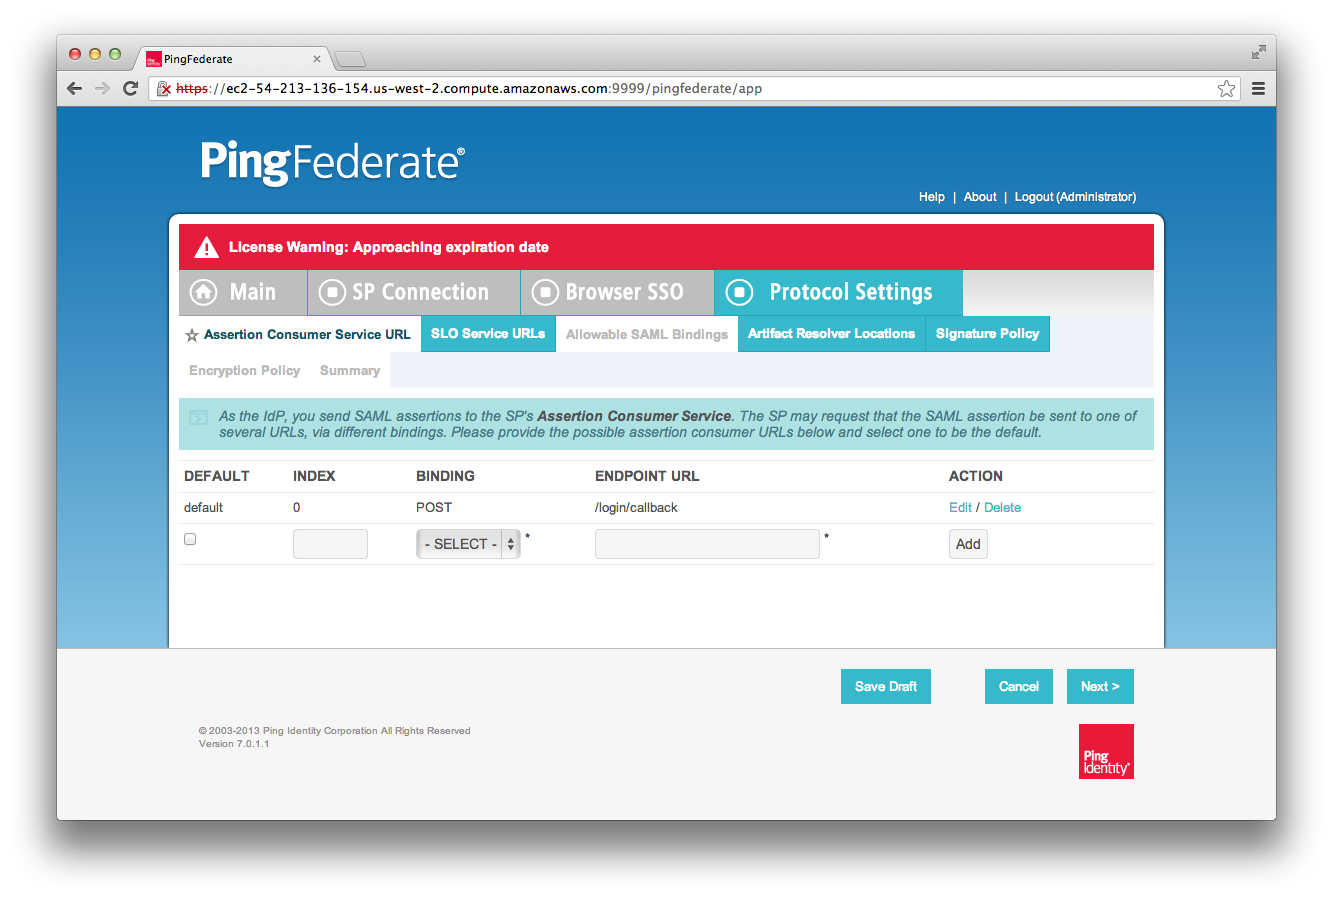 PingFederate
https://ec2-54-213-136-154.us-west-2.compute.amazonaws.com:9999/pingfederate/app
PingFederate®
Help | About | Logout (Administrator)
License Warning: Approaching expiration date
Main SP Connection Browser SSO Protocol Settings
Assertion Consumer Service URL SLO Service URLs Allowable SAML Bindings Artifact Resolver Locations Signature Policy
Encryption Policy Summary
As the IdP, you send SAML assertions to the SP's Assertion Consumer Service. The SP may request that the SAML assertion be sent to one of
several URLs, via different bindings. Please provide the possible assertion consumer URLs below and select one to be the default.
DEFAULT INDEX BINDING ENDPOINT URL ACTION
default 0 POST /login/callback Edit / Delete
- SELECT - * * Add
Save Draft Cancel Next >
© 2003-2013 Ping Identity Corporation All Rights Reserved
Version 7.0.1.1
Ping
Identity®